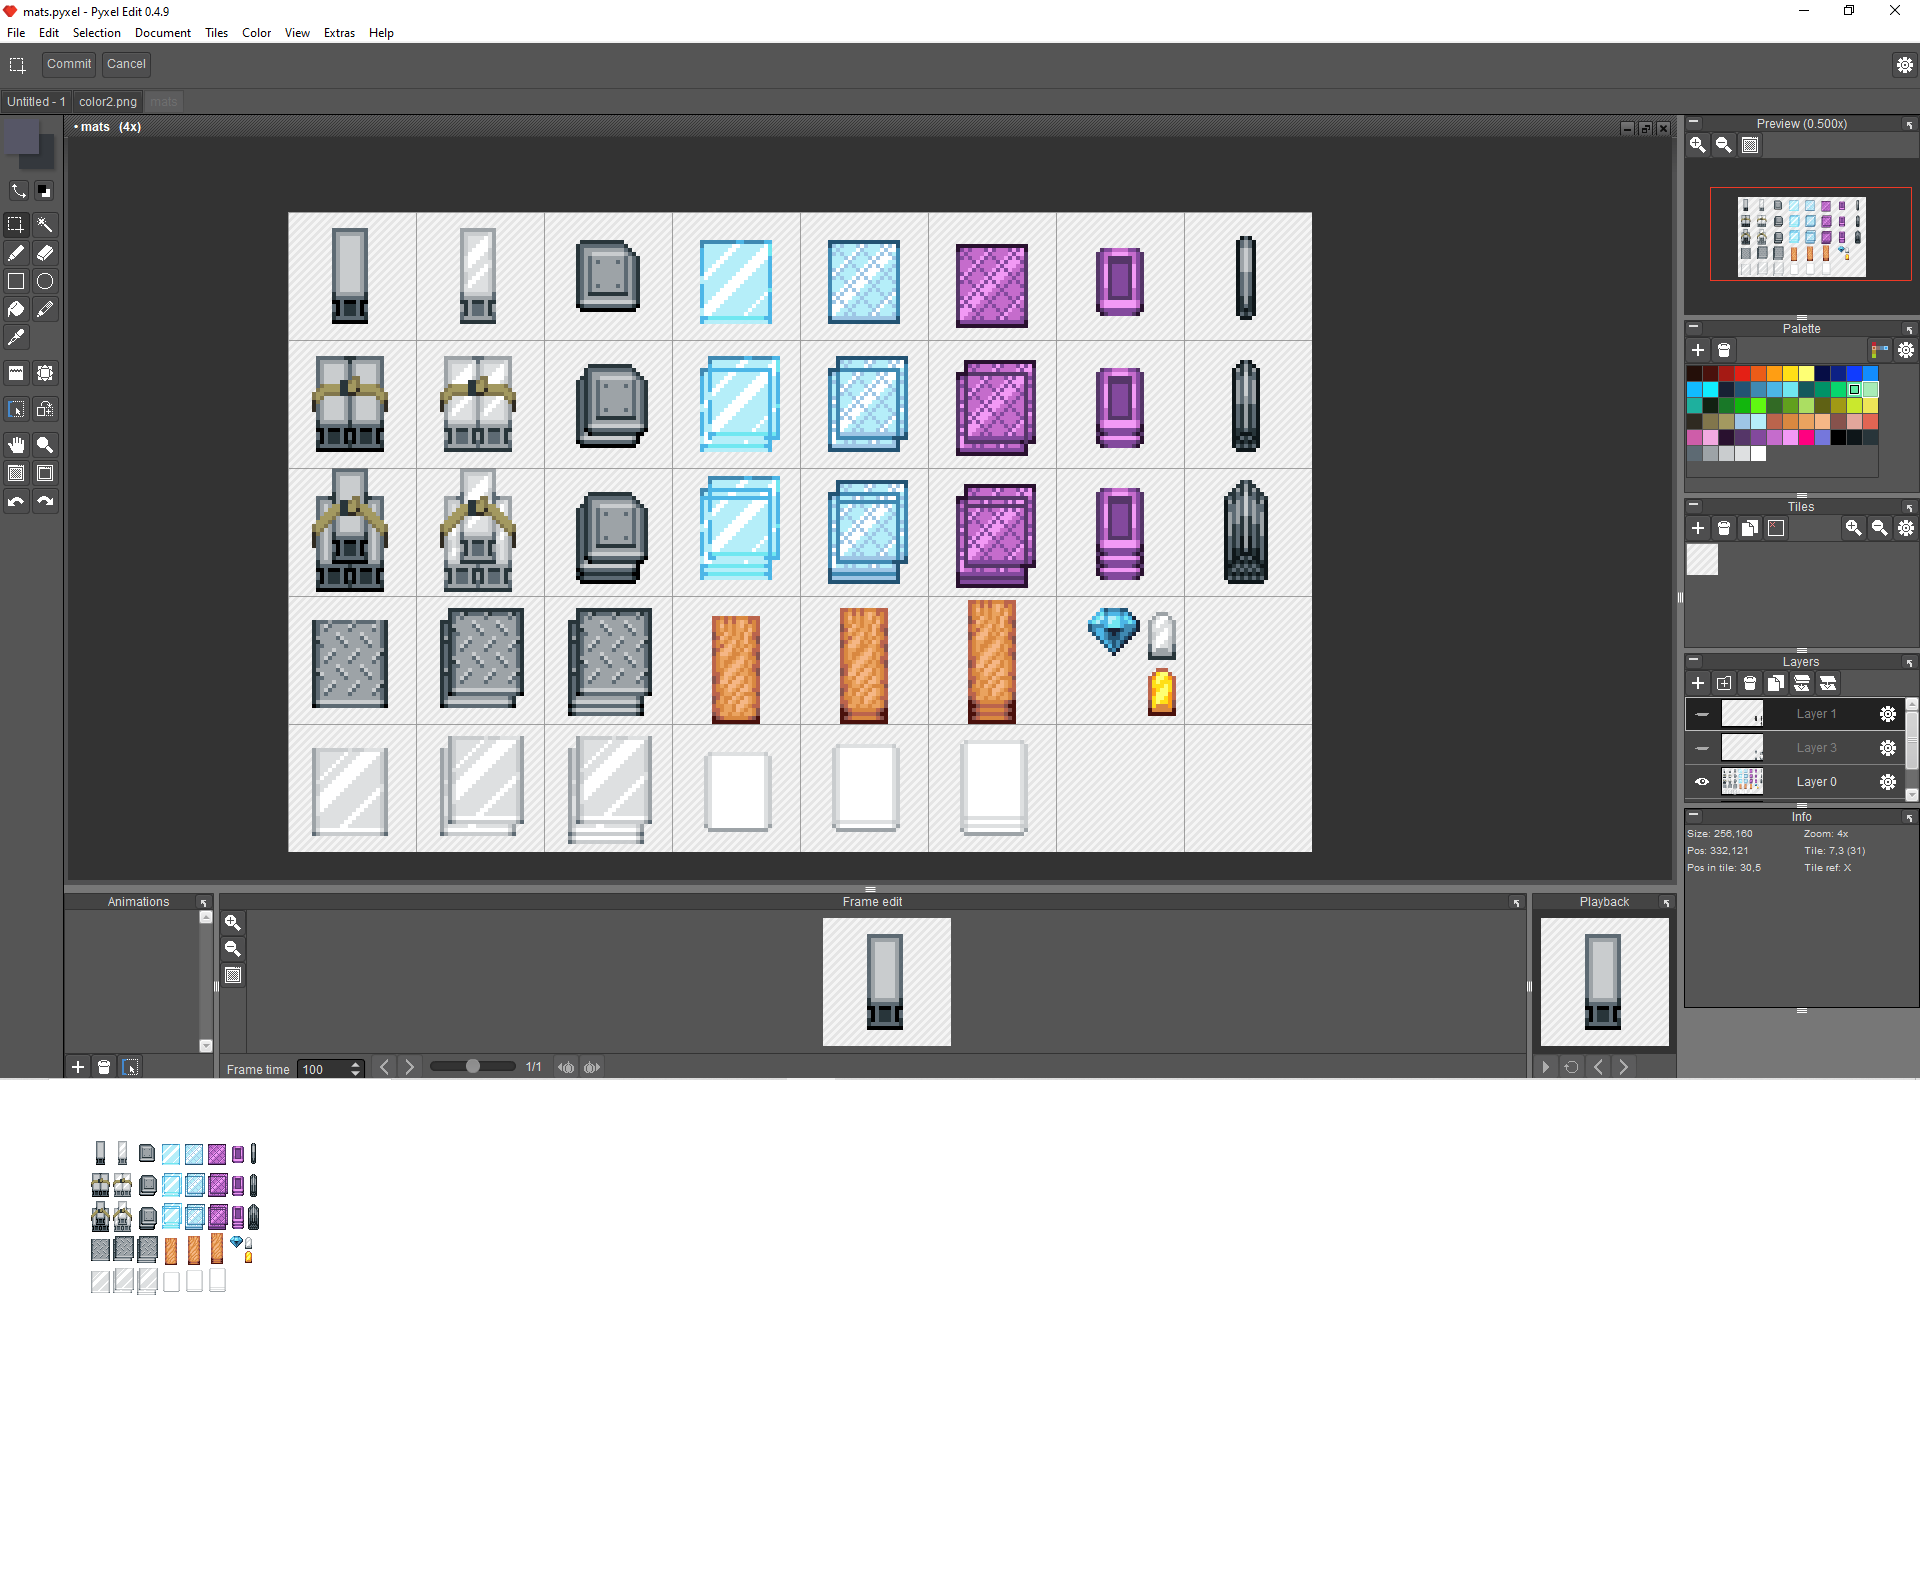 mats.pyxel - Pyxel Edit 0.4.9
File Edit Selection Document Tiles Color View Extras Help
Commit Cancel
Untitled - 1 color2.png mats
• mats (4x)
Preview (0.500x)
Palette
Tiles
Layers
Layer 1
Layer 3
Layer 0
Info
Size: 256,160 Zoom: 4x
Pos: 332,121 Tile: 7,3 (31)
Pos in tile: 30,5 Tile ref: X
Animations Frame edit Playback
Frame time 100 1/1